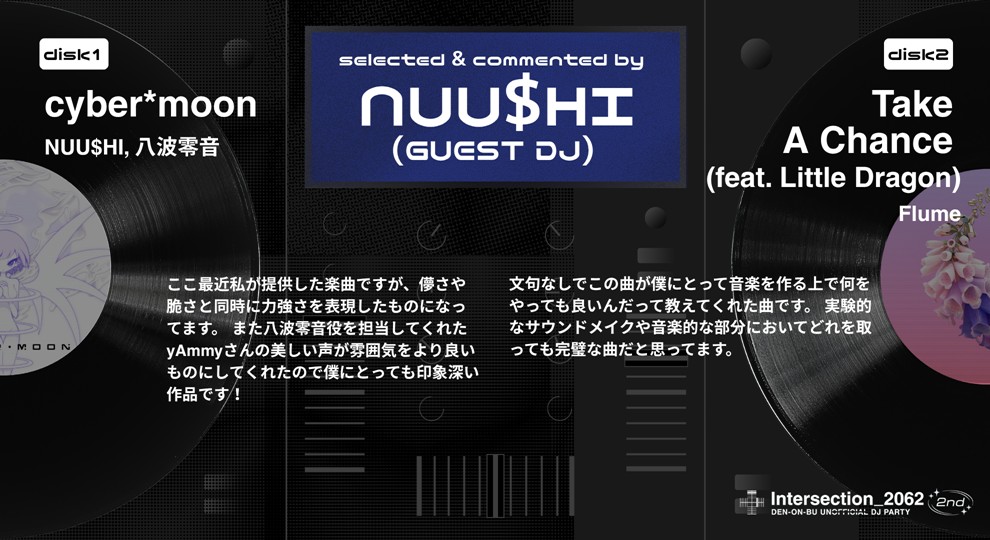 disk1
cyber*moon
NUU$HI, 八波零音
selected & commented by
NUU$HI
(GUEST DJ)
disk2
Take
A Chance
(feat. Little Dragon)
Flume
ここ最近私が提供した楽曲ですが、儚さや
脆さと同時に力強さを表現したものになっ
てます。 また八波零音役を担当してくれた
yAmmyさんの美しい声が雰囲気をより良い
ものにしてくれたので僕にとっても印象深い
作品です！
文句なしでこの曲が僕にとって音楽を作る上で何を
やっても良いんだって教えてくれた曲です。 実験的
なサウンドメイクや音楽的な部分においてどれを取
っても完璧な曲だと思ってます。
MOON
Intersection_2062
DEN-ON-BU UNOFFICIAL DJ PARTY
2nd